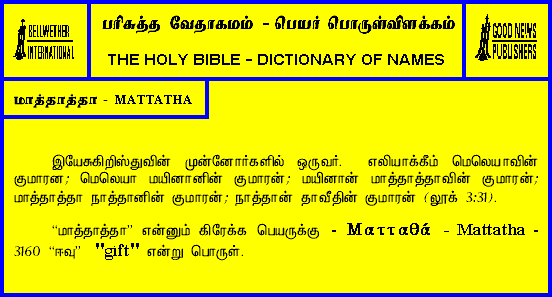 BELLWETHER
INTERNATIONAL
பரிசுத்த வேதாகமம் - பெயர் பொருள்விளக்கம்
THE HOLY BIBLE - DICTIONARY OF NAMES
GOOD NEWS
PUBLISHERS
மாத்தாத்தா - MATTATHA
இயேசுகிறிஸ்துவின் முன்னோர்களில் ஒருவர். எலியாக்கீம் மெலெயாவின்
குமாரன; மெலெயா மயினானின் குமாரன்; மயினான் மாத்தாத்தாவின் குமாரன்;
மாத்தாத்தா நாத்தானின் குமாரன்; நாத்தான் தாவீதின் குமாரன் (லூக் 3:31).
“மாத்தாத்தா” என்னும் கிரேக்க பெயருக்கு - Ματταθά - Mattatha -
3160 “ஈவு” "gift" என்று பொருள்.